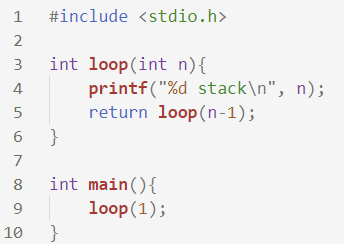 1 #include <stdio.h>
2
3 int loop(int n){
4     printf("%d stack\n", n);
5     return loop(n-1);
6 }
7
8 int main(){
9     loop(1);
10 }